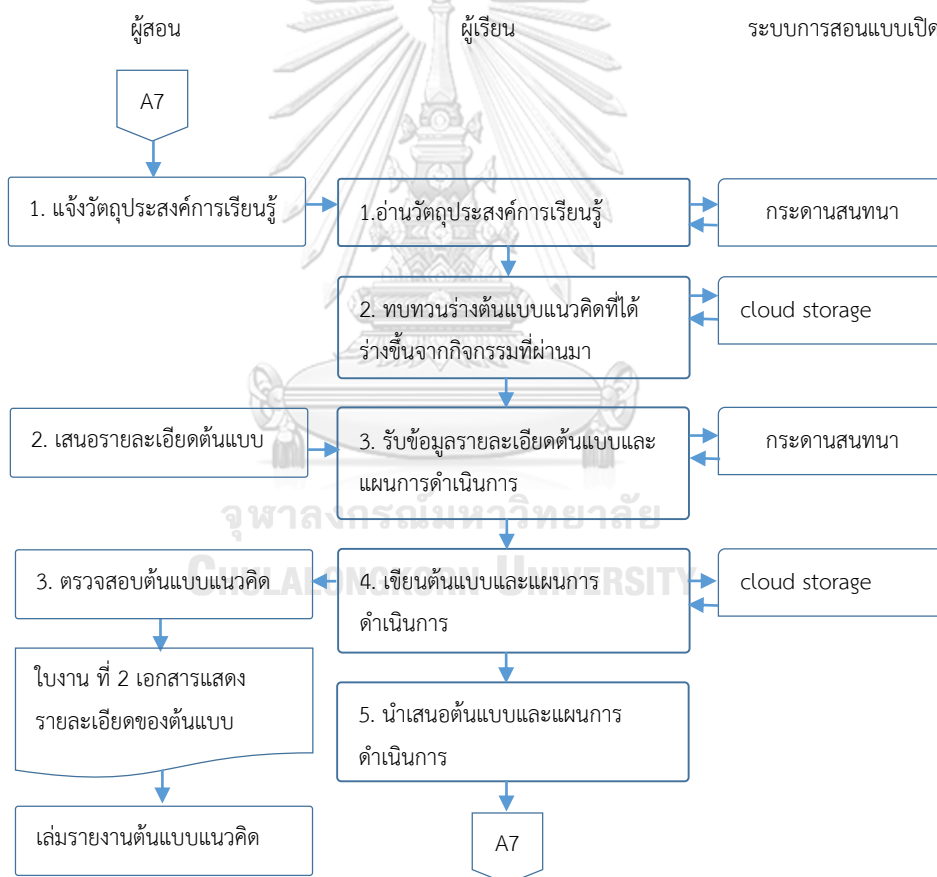 ผู้สอน
ผู้เรียน
ระบบการสอนแบบเปิด
A7
1. แจ้งวัตถุประสงค์การเรียนรู้
1.อ่านวัตถุประสงค์การเรียนรู้
กระดานสนทนา
2. ทบทวนร่างต้นแบบแนวคิดที่ได้
ร่างขึ้นจากกิจกรรมที่ผ่านมา
cloud storage
2. เสนอรายละเอียดต้นแบบ
3. รับข้อมูลรายละเอียดต้นแบบและ
แผนการดำเนินการ
กระดานสนทนา
จุฬาลงกรณ์มหาวิทยาลัย
CHULALONGKORN UNIVERSITY
3. ตรวจสอบต้นแบบแนวคิด
4. เขียนต้นแบบและแผนการ
ดำเนินการ
cloud storage
ใบงาน ที่ 2 เอกสารแสดง
รายละเอียดของต้นแบบ
5. นำเสนอต้นแบบและแผนการ
ดำเนินการ
เล่มรายงานต้นแบบแนวคิด
A7